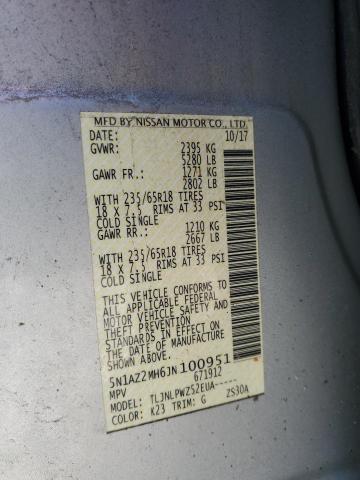 MFD BY NISSAN MOTOR CO., LTD.
DATE: 10/17
GVWR: 2395 KG
5280 LB
GAWR FR.: 1271 KG
2802 LB
WITH 235/65R18 TIRES
18 X 7.5 RIMS AT 33 PSI
COLD SINGLE
GAWR RR.: 1210 KG
2667 LB
WITH 235/65R18 TIRES
18 X 7.5 RIMS AT 33 PSI
COLD SINGLE
THIS VEHICLE CONFORMS TO
ALL APPLICABLE FEDERAL
MOTOR VEHICLE SAFETY AND
THEFT PREVENTION
STANDARDS IN EFFECT ON
THE DATE OF MANUFACTURE
SHOWN ABOVE.
5N1AZ2MH6JN100951
MPV 671912
MODEL: TLJNLPWZ52EUA-----
COLOR: K23 TRIM: G ZS30A